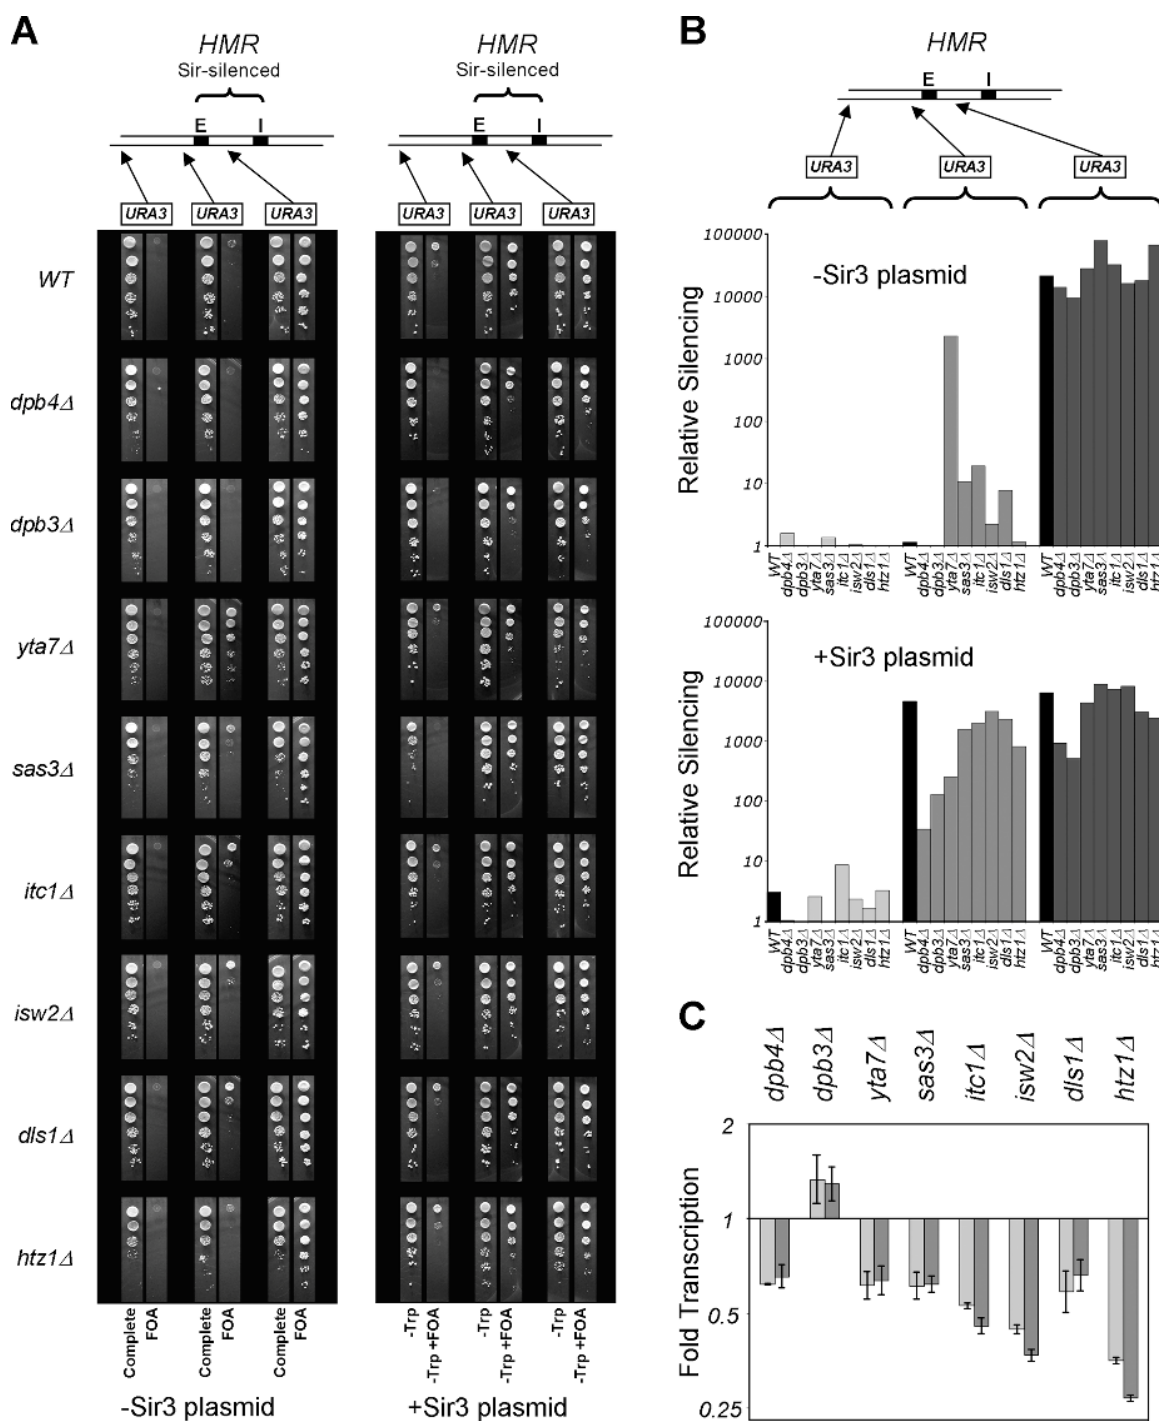 A
HMR
Sir-silenced
E
I
URA3
URA3
URA3
HMR
Sir-silenced
E
I
URA3
URA3
URA3
WT
dpb4Δ
dpb3Δ
yta7Δ
sas3Δ
itc1Δ
isw2Δ
dls1Δ
htz1Δ
Complete
FOA
Complete
FOA
Complete
FOA
-Sir3 plasmid
-Trp
-Trp +FOA
-Trp
-Trp +FOA
-Trp
-Trp +FOA
+Sir3 plasmid
B
HMR
E
I
URA3
URA3
URA3
Relative Silencing
100000
10000
1000
100
10
1
-Sir3 plasmid
WT
dpb4Δ
dpb3Δ
yta7Δ
sas3Δ
itc1Δ
isw2Δ
dls1Δ
htz1Δ
WT
dpb4Δ
dpb3Δ
yta7Δ
sas3Δ
itc1Δ
isw2Δ
dls1Δ
htz1Δ
WT
dpb4Δ
dpb3Δ
yta7Δ
sas3Δ
itc1Δ
isw2Δ
dls1Δ
htz1Δ
Relative Silencing
100000
10000
1000
100
10
1
+Sir3 plasmid
WT
dpb4Δ
dpb3Δ
yta7Δ
sas3Δ
itc1Δ
isw2Δ
dls1Δ
htz1Δ
WT
dpb4Δ
dpb3Δ
yta7Δ
sas3Δ
itc1Δ
isw2Δ
dls1Δ
htz1Δ
WT
dpb4Δ
dpb3Δ
yta7Δ
sas3Δ
itc1Δ
isw2Δ
dls1Δ
htz1Δ
C
dpb4Δ
dpb3Δ
yta7Δ
sas3Δ
itc1Δ
isw2Δ
dls1Δ
htz1Δ
Fold Transcription
2
1
0.5
0.25